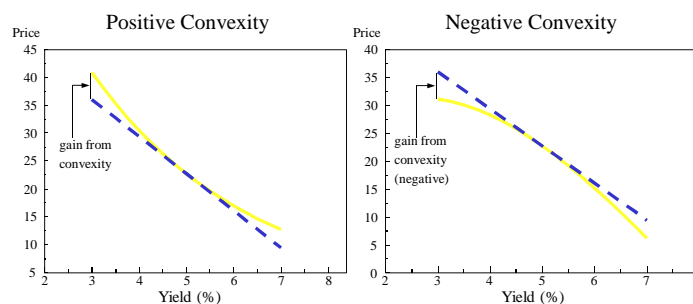 Positive Convexity
Price
45
40
35
30
25
20
15
10
5
gain from
convexity
2 3 4 5 6 7 8
Yield (%)
Negative Convexity
Price
40
35
30
25
20
15
10
5
0
gain from
convexity
(negative)
2 3 4 5 6 7
Yield (%)